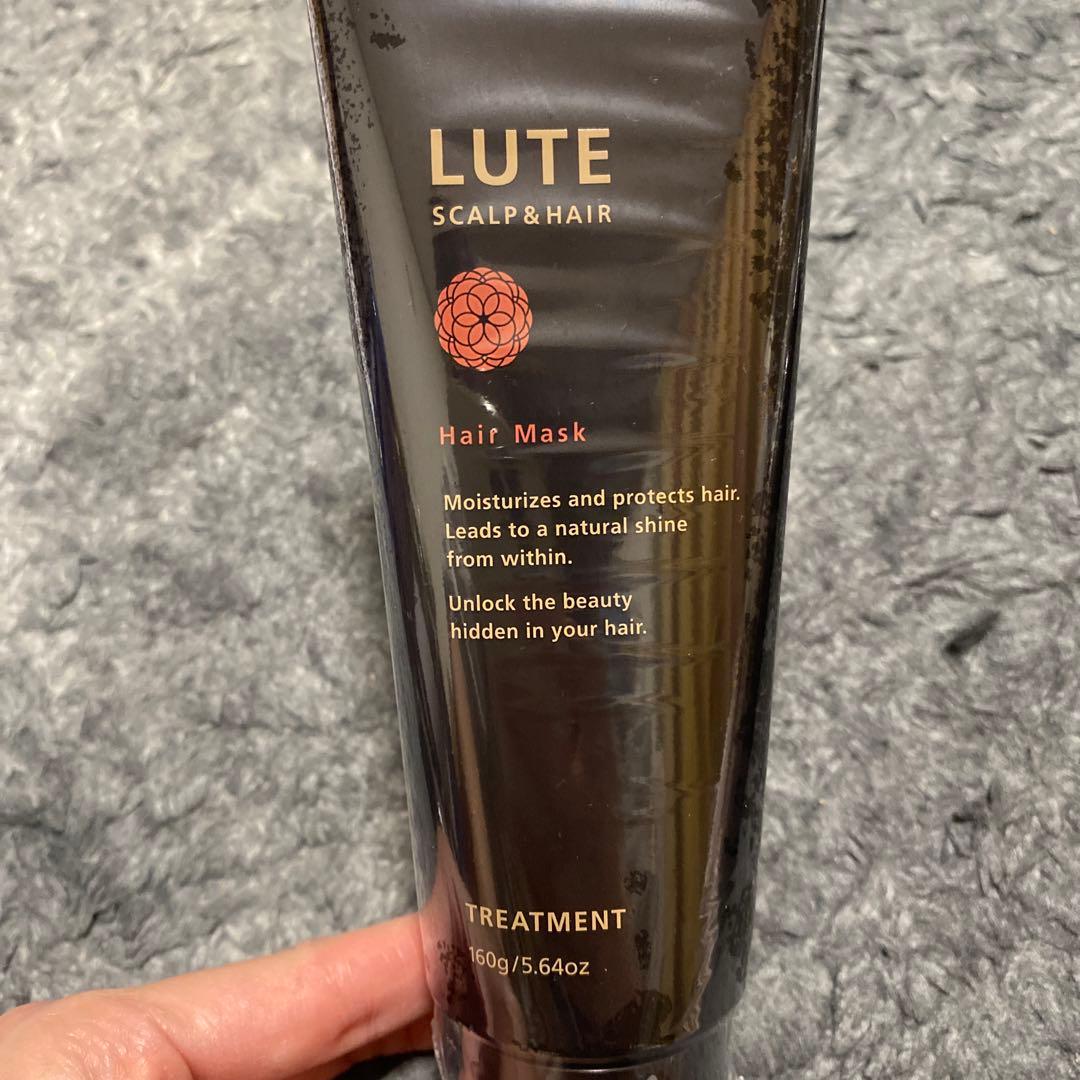 LUTE
SCALP&HAIR
Hair Mask
Moisturizes and protects hair.
Leads to a natural shine
from within.
Unlock the beauty
hidden in your hair.
TREATMENT
160g/5.64oz